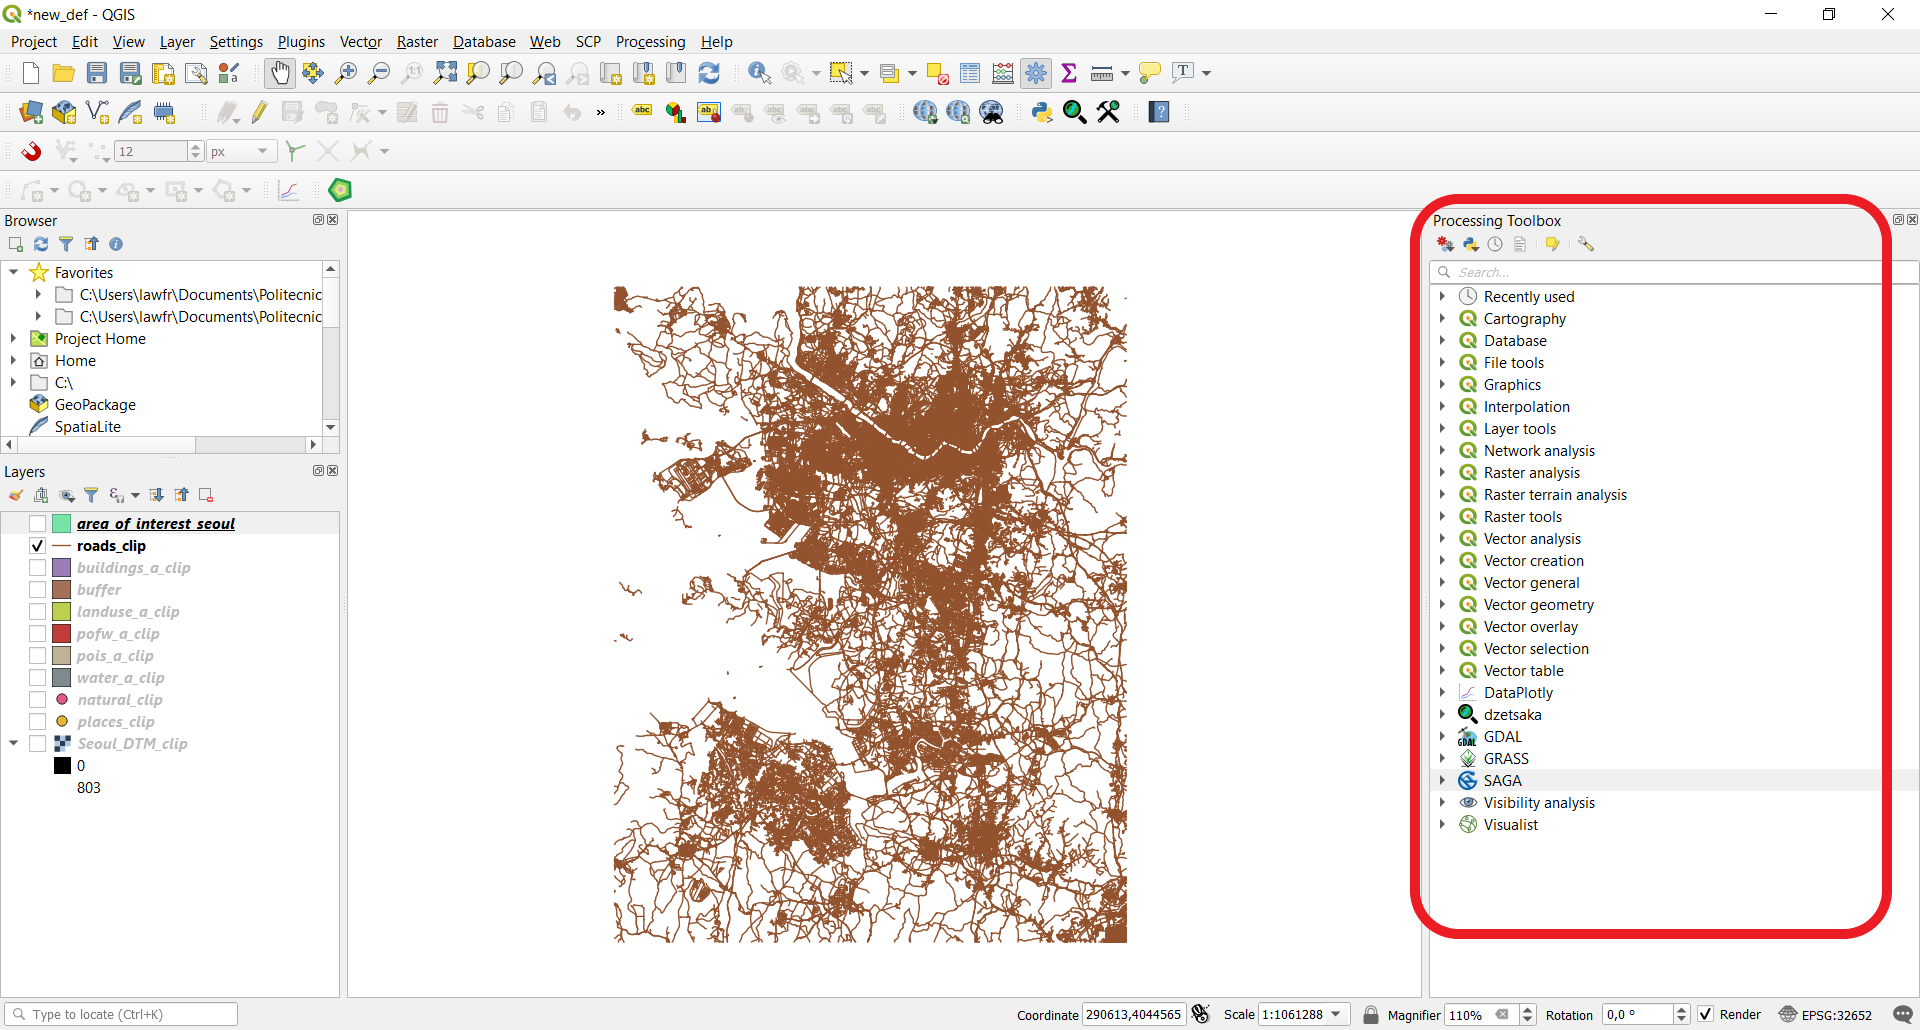 *new_def - QGIS
Project Edit View Layer Settings Plugins Vector Raster Database Web SCP Processing Help
12 px
Browser
Favorites
C:\Users\lawfr\Documents\Politecnic
C:\Users\lawfr\Documents\Politecnic
Project Home
Home
C:\
GeoPackage
SpatiaLite
Layers
area_of_interest_seoul
roads_clip
buildings_a_clip
buffer
landuse_a_clip
pofw_a_clip
pois_a_clip
water_a_clip
natural_clip
places_clip
Seoul_DTM_clip
0
803
Processing Toolbox
Search...
Recently used
Cartography
Database
File tools
Graphics
Interpolation
Layer tools
Network analysis
Raster analysis
Raster terrain analysis
Raster tools
Vector analysis
Vector creation
Vector general
Vector geometry
Vector overlay
Vector selection
Vector table
DataPlotly
dzetsaka
GDAL
GRASS
SAGA
Visibility analysis
Visualist
Type to locate (Ctrl+K) Coordinate 290613,4044565 Scale 1:1061288 Magnifier 110% Rotation 0,0 ° Render EPSG:32652